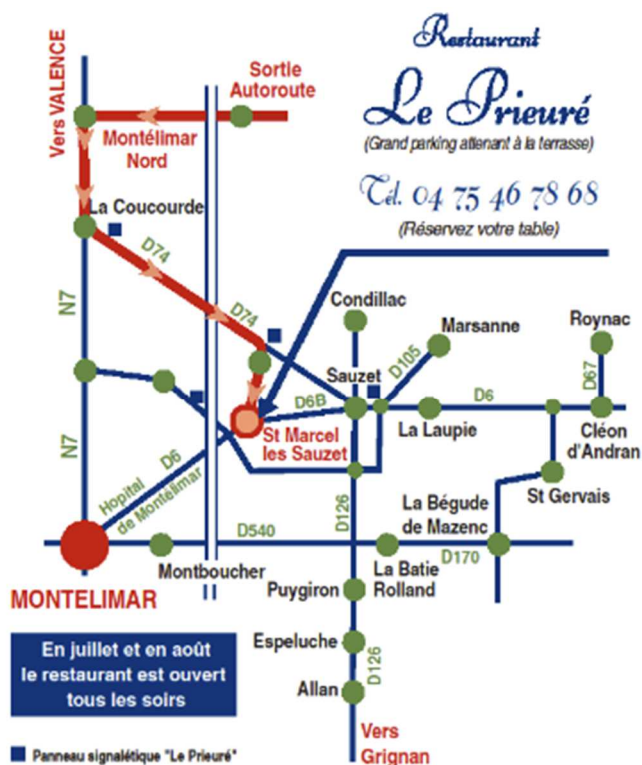 Restaurant
Le Prieuré
(Grand parking attenant à la terrasse)
Tél. 04 75 46 78 68
(Réservez votre table)
Vers VALENCE
Sortie
Autoroute
Montélimar
Nord
La Coucourde
D74
D74
N7
N7
Condillac
Marsanne
Roynac
D105
D67
Sauzet
D6B
D6
La Laupie
Cléon
d'Andran
St Marcel
les Sauzet
D6
Hopital
de Montélimar
St Gervais
D126
La Bégude
de Mazenc
D540
D170
Montboucher
La Batie
Rolland
MONTELIMAR
Puygiron
Espeluche
D126
Allan
Vers
Grignan
En juillet et en août
le restaurant est ouvert
tous les soirs
Panneau signalétique "Le Prieuré"